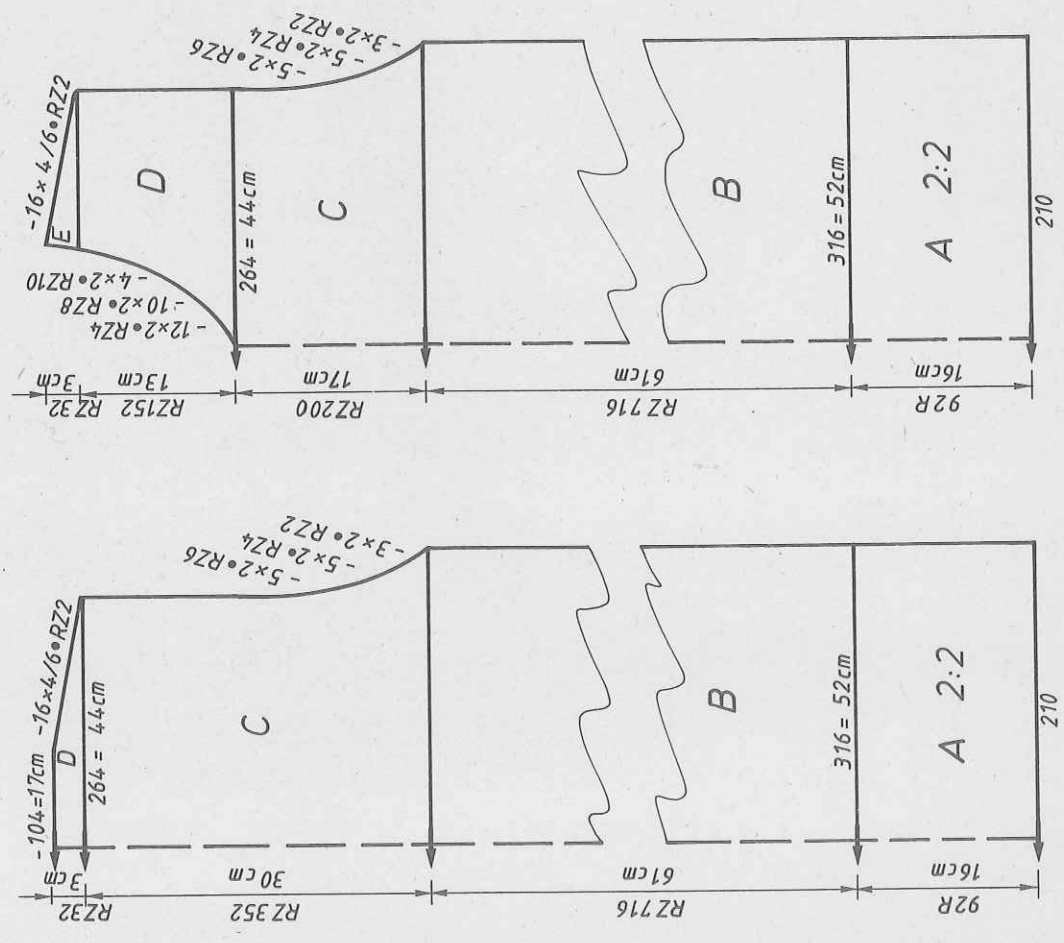 -16×4/6•RZ2
-3×2•RZ2
-5×2•RZ4
-5×2•RZ6
E
D
-4×2•RZ10
-10×2•RZ8
-12×2•RZ4
264 = 44cm
C
B
316 = 52cm
A 2:2
210
3cm
13cm
17cm
61cm
16cm
RZ32
RZ152
RZ200
RZ716
92R
-104=17cm
-16×4/6•RZ2
-3×2•RZ2
-5×2•RZ4
-5×2•RZ6
D
264 = 44cm
C
B
316 = 52cm
A 2:2
210
3cm
30cm
61cm
16cm
RZ32
RZ352
RZ716
92R